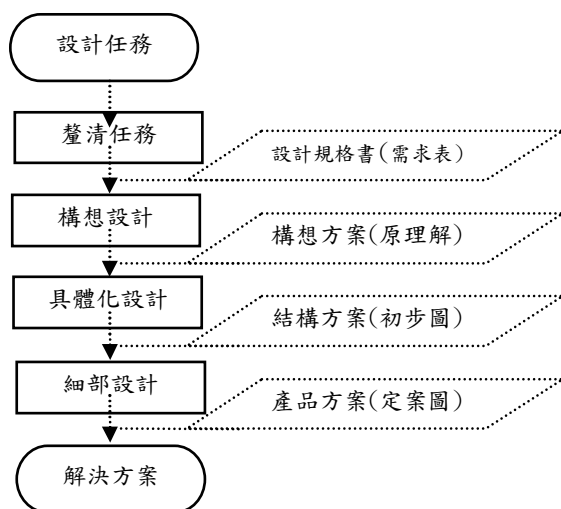 設計任務
釐清任務
設計規格書(需求表)
構想設計
構想方案(原理解)
具體化設計
結構方案(初步圖)
細部設計
產品方案(定案圖)
解決方案